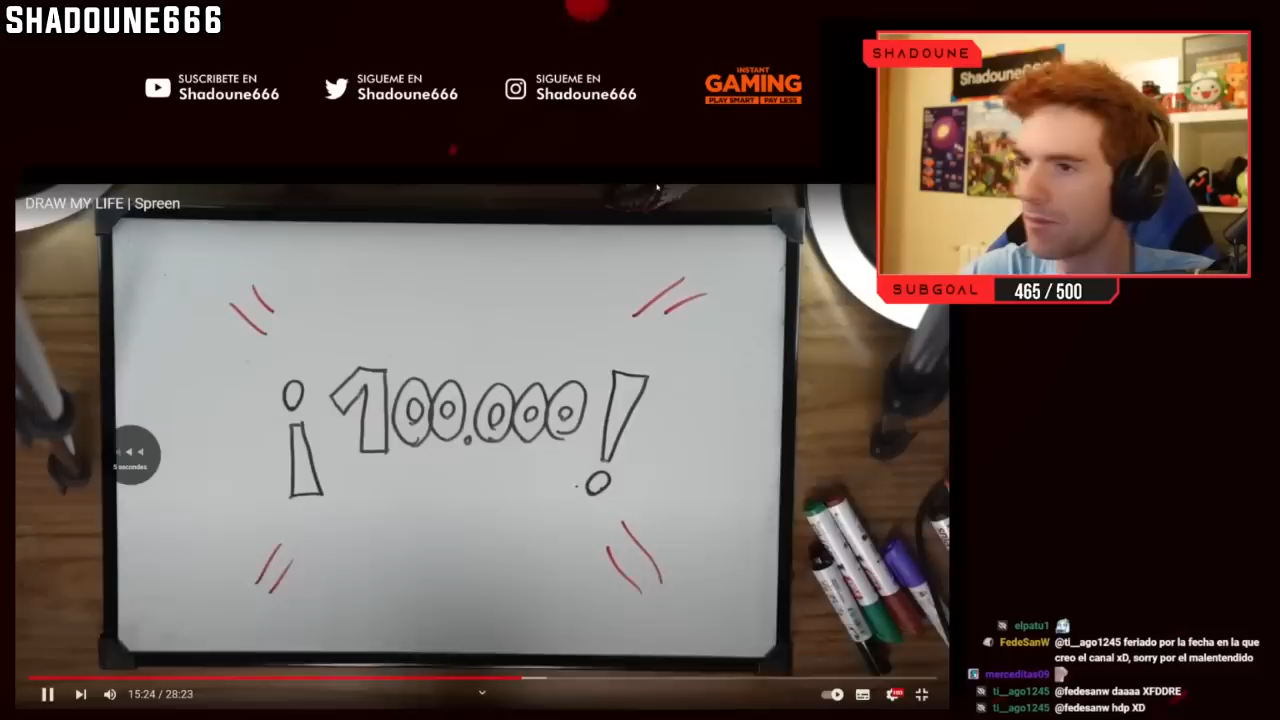 SHADOUNE666
SUSCRIBETE EN
Shadoune666
SIGUEME EN
Shadoune666
SIGUEME EN
Shadoune666
INSTANT
GAMING
PLAY SMART | PAY LESS
SHADOUNE
Shadoune666
SUBGOAL 465 / 500
DRAW MY LIFE | Spreen
¡100.000!
5 secondes
15:24 / 28:23
HD
elpatu1
FedeSanW @ti__ago1245 feriado por la fecha en la que
creo el canal xD, sorry por el malentendido
merceditas09
ti__ago1245 @fedesanw daaaa XFDDRE
ti__ago1245 @fedesanw hdp XD